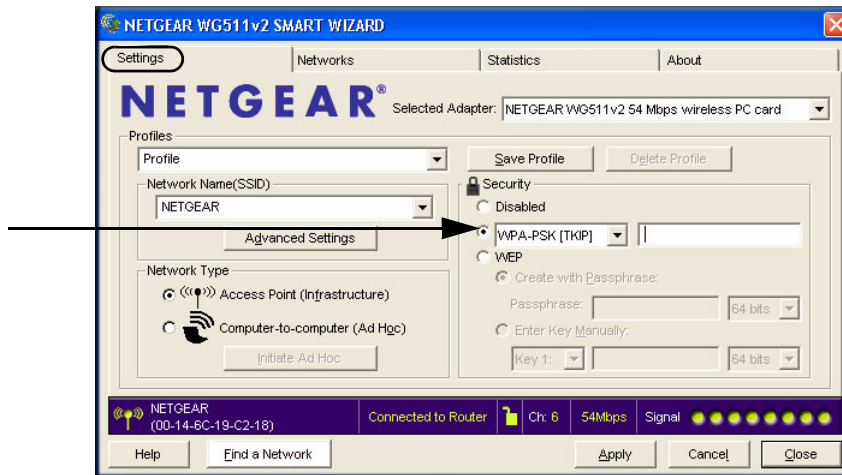 NETGEAR WG511v2 SMART WIZARD
Settings Networks Statistics About
NETGEAR® Selected Adapter: NETGEAR WG511v2 54 Mbps wireless PC card
Profiles
Profile Save Profile Delete Profile
Network Name(SSID)
NETGEAR
Advanced Settings
Security
Disabled
WPA-PSK [TKIP]
WEP
Create with Passphrase:
Passphrase: 64 bits
Enter Key Manually:
Key 1: 64 bits
Network Type
Access Point (Infrastructure)
Computer-to-computer (Ad Hoc)
Initiate Ad Hoc
NETGEAR
(00-14-6C-19-C2-18)
Connected to Router Ch: 6 54Mbps Signal
Help Find a Network Apply Cancel Close